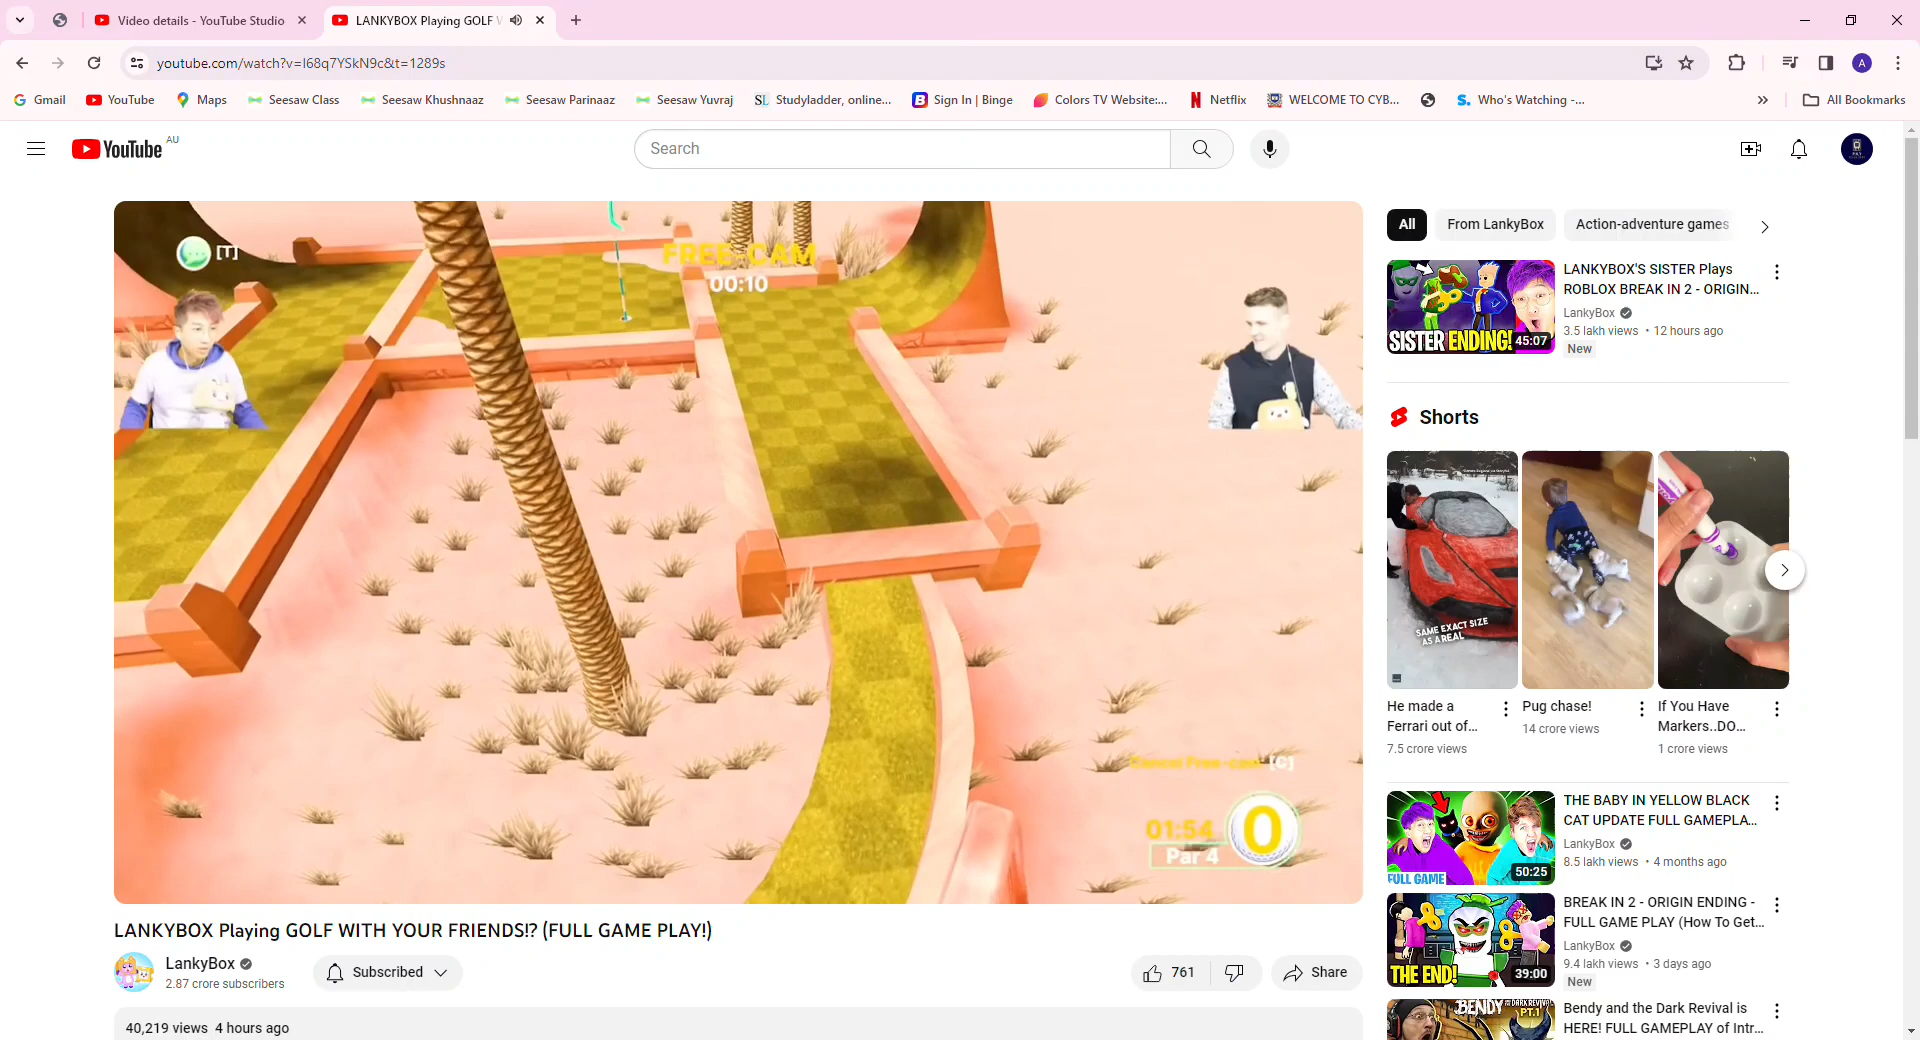 Video details - YouTube Studio
LANKYBOX Playing GOLF W
youtube.com/watch?v=I68q7YSkN9c&t=1289s
A
Gmail
YouTube
Maps
Seesaw Class
Seesaw Khushnaaz
Seesaw Parinaaz
Seesaw Yuvraj
Studyladder, online...
Sign In | Binge
Colors TV Website:...
Netflix
WELCOME TO CYB...
Who's Watching -...
All Bookmarks
YouTube AU
Search
[T]
FREE-CAM
00:10
Cancel Free-cam [C]
01:54
0
Par 4
LANKYBOX Playing GOLF WITH YOUR FRIENDS!? (FULL GAME PLAY!)
LankyBox
2.87 crore subscribers
Subscribed
761
Share
40,219 views 4 hours ago
All
From LankyBox
Action-adventure games
SISTER ENDING!
45:07
LANKYBOX'S SISTER Plays
ROBLOX BREAK IN 2 - ORIGIN...
LankyBox
3.5 lakh views • 12 hours ago
New
Shorts
SAME EXACT SIZE
AS A REAL
He made a
Ferrari out of...
7.5 crore views
Pug chase!
14 crore views
If You Have
Markers..DO...
1 crore views
FULL GAME
50:25
THE BABY IN YELLOW BLACK
CAT UPDATE FULL GAMEPLA...
LankyBox
8.5 lakh views • 4 months ago
THE END!
39:00
BREAK IN 2 - ORIGIN ENDING -
FULL GAME PLAY (How To Get...
LankyBox
9.4 lakh views • 3 days ago
New
BENDY
PT.1
Bendy and the Dark Revival is
HERE! FULL GAMEPLAY of Intr...